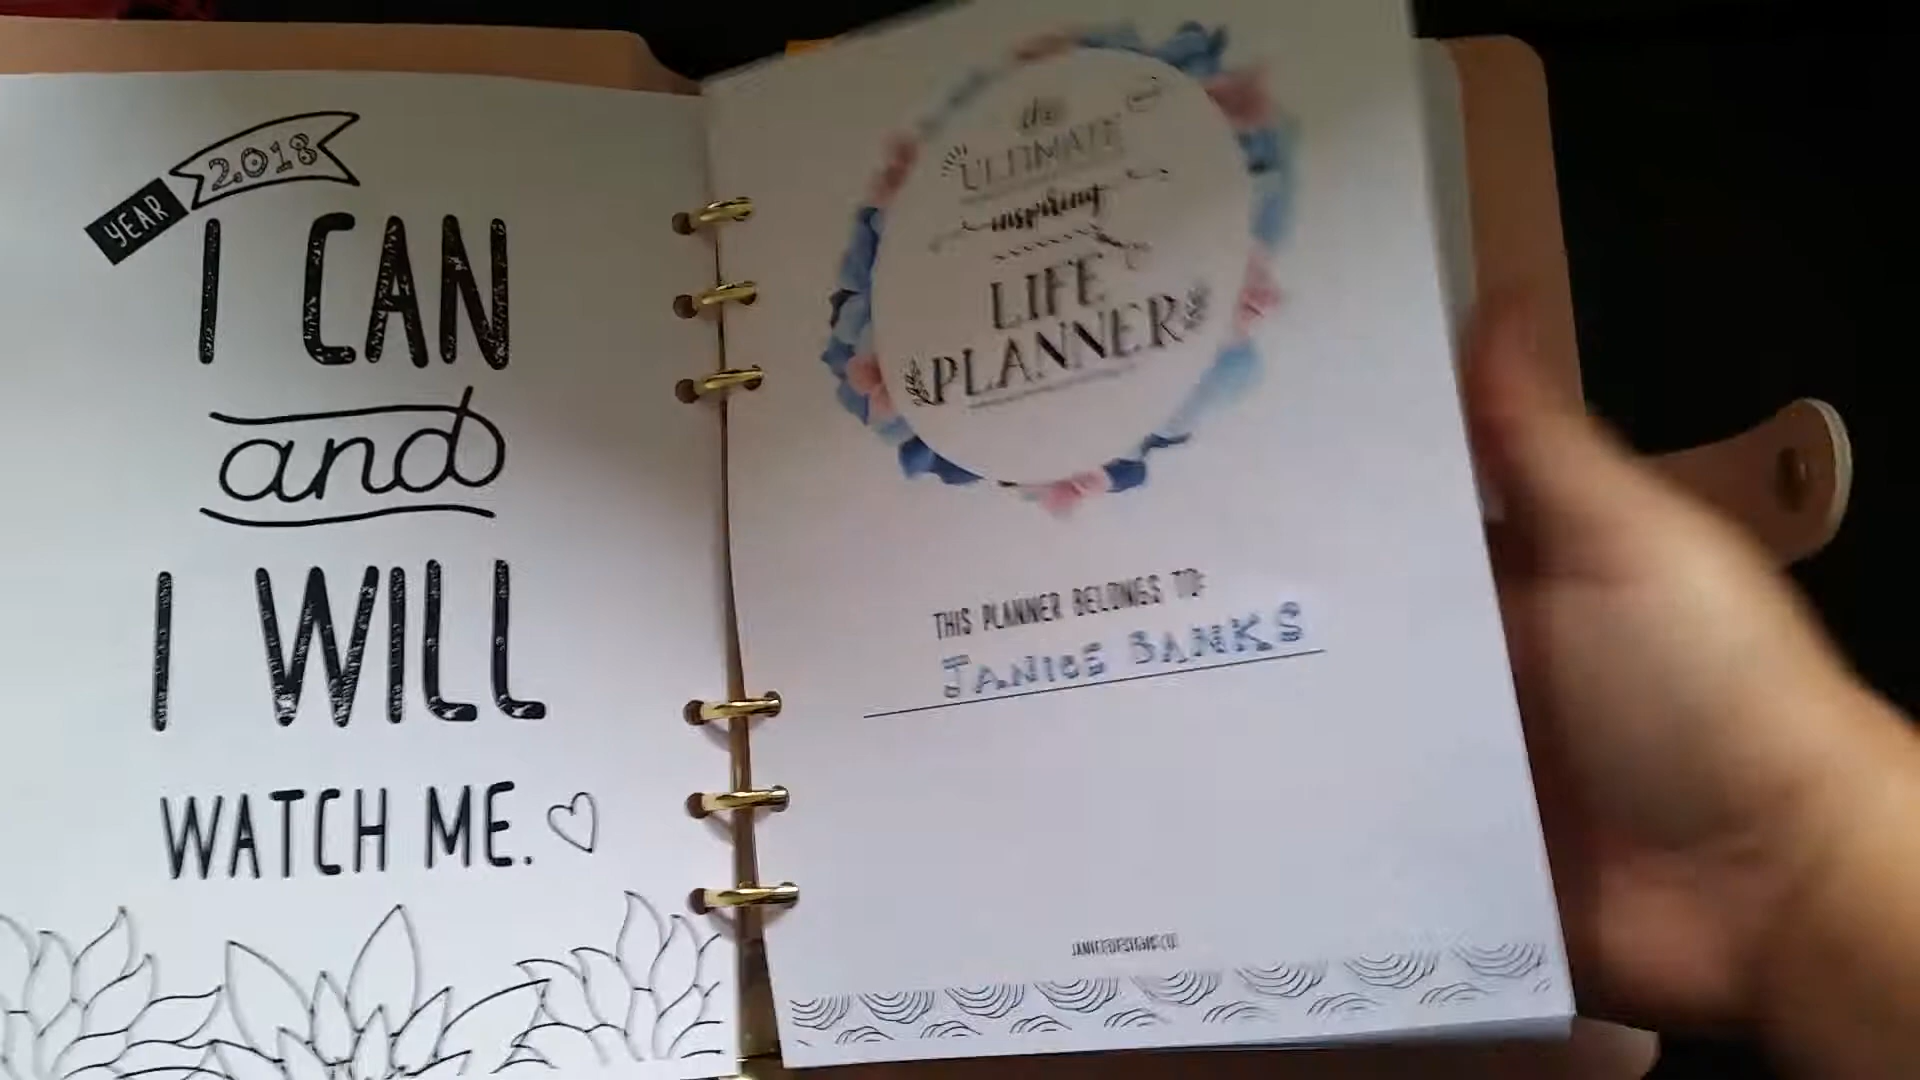 YEAR 2018
I CAN
and
I WILL
WATCH ME.
the
ULTIMATE
inspiring
LIFE
PLANNER
THIS PLANNER BELONGS TO:
JANICE BANKS